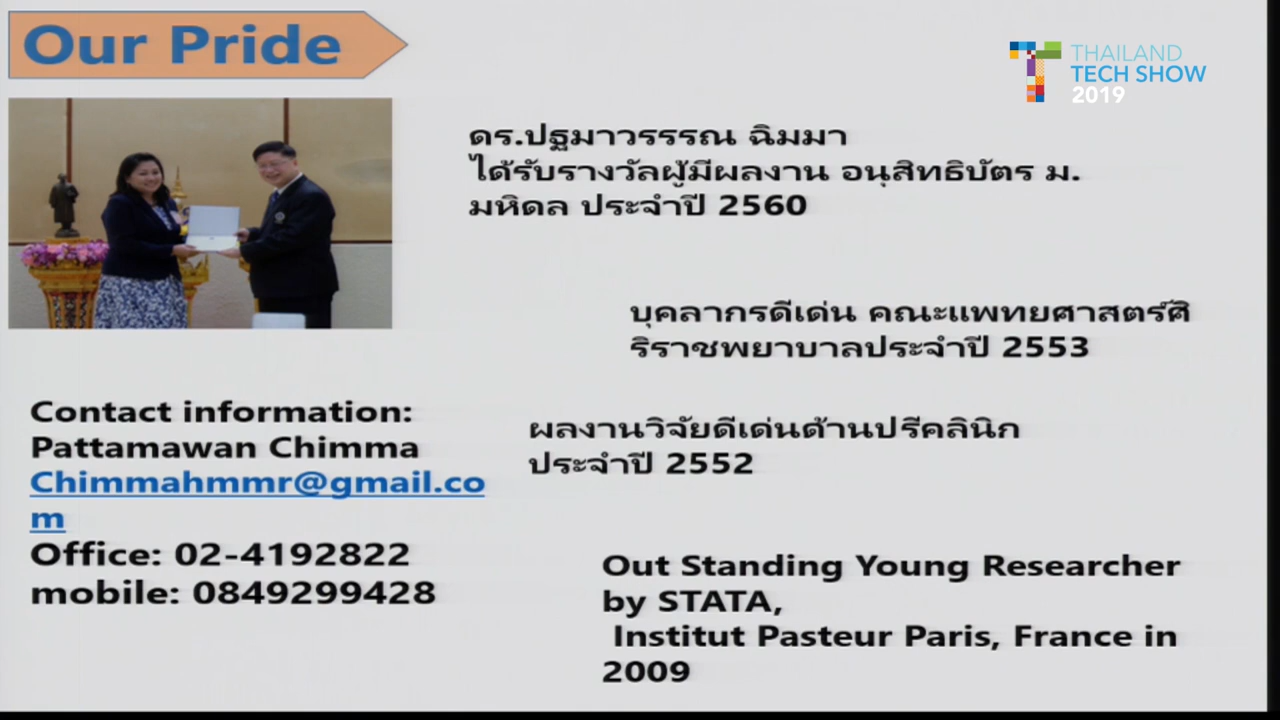 Our Pride
THAILAND
TECH SHOW
2019
ดร.ปฐมาวรรรณ ฉิมมา
ได้รับรางวัลผู้มีผลงาน อนุสิทธิบัตร ม.
มหิดล ประจำปี 2560
บุคลากรดีเด่น คณะแพทยศาสตร์ศิ
ริราชพยาบาลประจำปี 2553
ผลงานวิจัยดีเด่นด้านปรีคลินิก
ประจำปี 2552
Contact information:
Pattamawan Chimma
Chimmahmmr@gmail.co
m
Office: 02-4192822
mobile: 0849299428
Out Standing Young Researcher
by STATA,
Institut Pasteur Paris, France in
2009